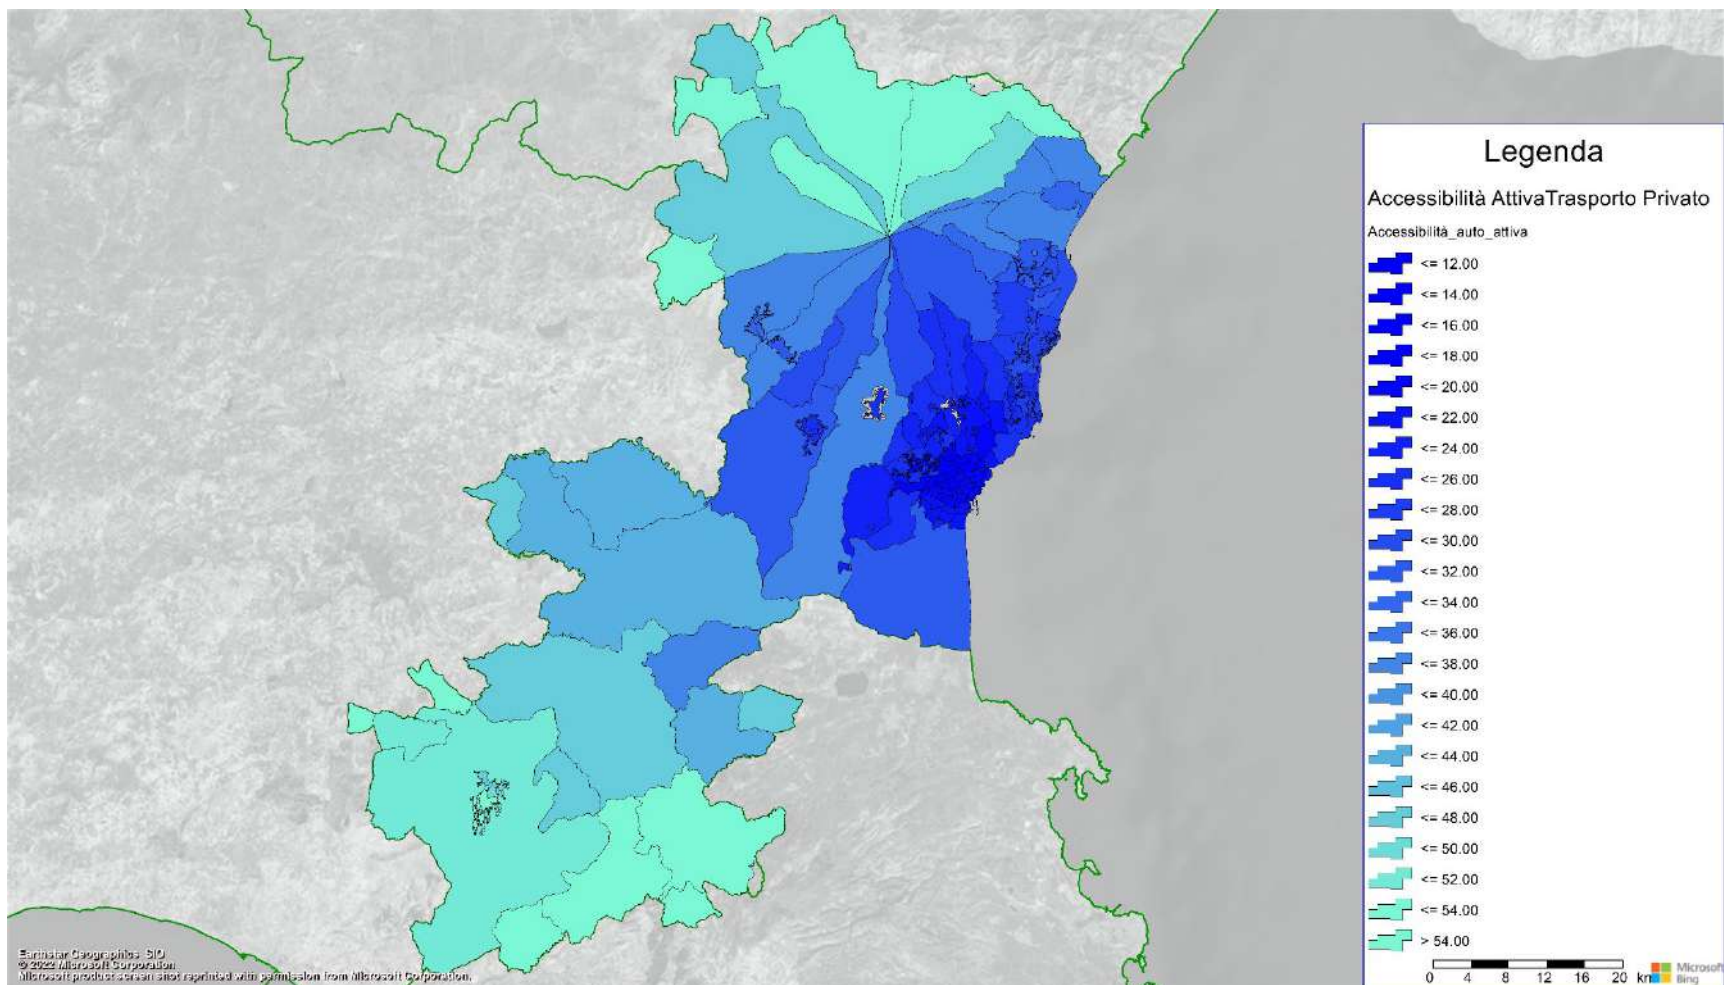 Legenda
Accessibilità AttivaTrasporto Privato
Accessibilità_auto_attiva
<= 12.00
<= 14.00
<= 16.00
<= 18.00
<= 20.00
<= 22.00
<= 24.00
<= 26.00
<= 28.00
<= 30.00
<= 32.00
<= 34.00
<= 36.00
<= 38.00
<= 40.00
<= 42.00
<= 44.00
<= 46.00
<= 48.00
<= 50.00
<= 52.00
<= 54.00
> 54.00
0 4 8 12 16 20 km
Microsoft
Bing
Earthstar Geographics SIO
© 2022 Microsoft Corporation
Microsoft product screen shot reprinted with permission from Microsoft Corporation.